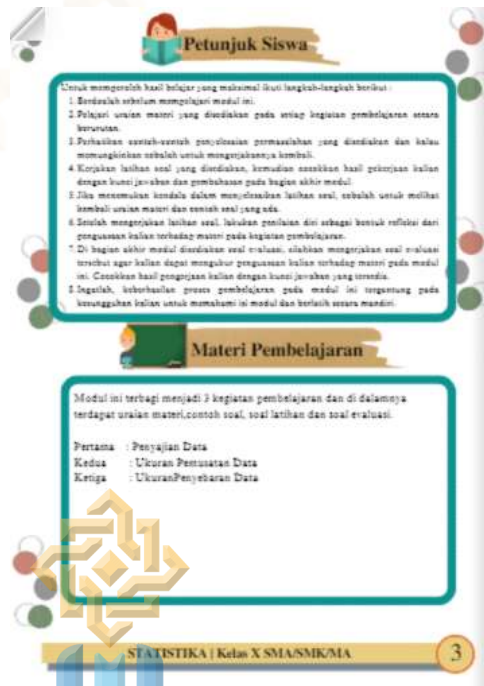 Petunjuk Siswa
Untuk memperoleh hasil belajar yang maksimal ikuti langkah-langkah berikut :
1. Berdoalah sebelum mempelajari modul ini.
2. Pelajari uraian materi yang disediakan pada setiap kegiatan pembelajaran secara
berurutan.
3. Perhatikan contoh-contoh penyelesaian permasalahan yang disediakan dan kalau
memungkinkan cobalah untuk mengerjakannya kembali.
4. Kerjakan latihan soal yang disediakan, kemudian cocokkan hasil pekerjaan kalian
dengan kunci jawaban dan pembahasan pada bagian akhir modul.
5. Jika menemukan kendala dalam menyelesaikan latihan soal, cobalah untuk melihat
kembali uraian materi dan contoh soal yang ada.
6. Setelah mengerjakan latihan soal, lakukan penilaian diri sebagai bentuk refleksi dari
penguasaan kalian terhadap materi pada kegiatan pembelajaran.
7. Di bagian akhir modul disediakan soal evaluasi, silahkan mengerjakan soal evaluasi
tersebut agar kalian dapat mengukur penguasaan kalian terhadap materi pada modul
ini. Cocokkan hasil pengerjaan kalian dengan kunci jawaban yang tersedia.
8. Ingatlah, keberhasilan proses pembelajaran pada modul ini tergantung pada
kesungguhan kalian untuk memahami isi modul dan berlatih secara mandiri.
Materi Pembelajaran
Modul ini terbagi menjadi 3 kegiatan pembelajaran dan di dalamnya
terdapat uraian materi,contoh soal, soal latihan dan soal evaluasi.
Pertama : Penyajian Data
Kedua : Ukuran Pemusatan Data
Ketiga : UkuranPenyebaran Data
STATISTIKA | Kelas X SMA/SMK/MA
3